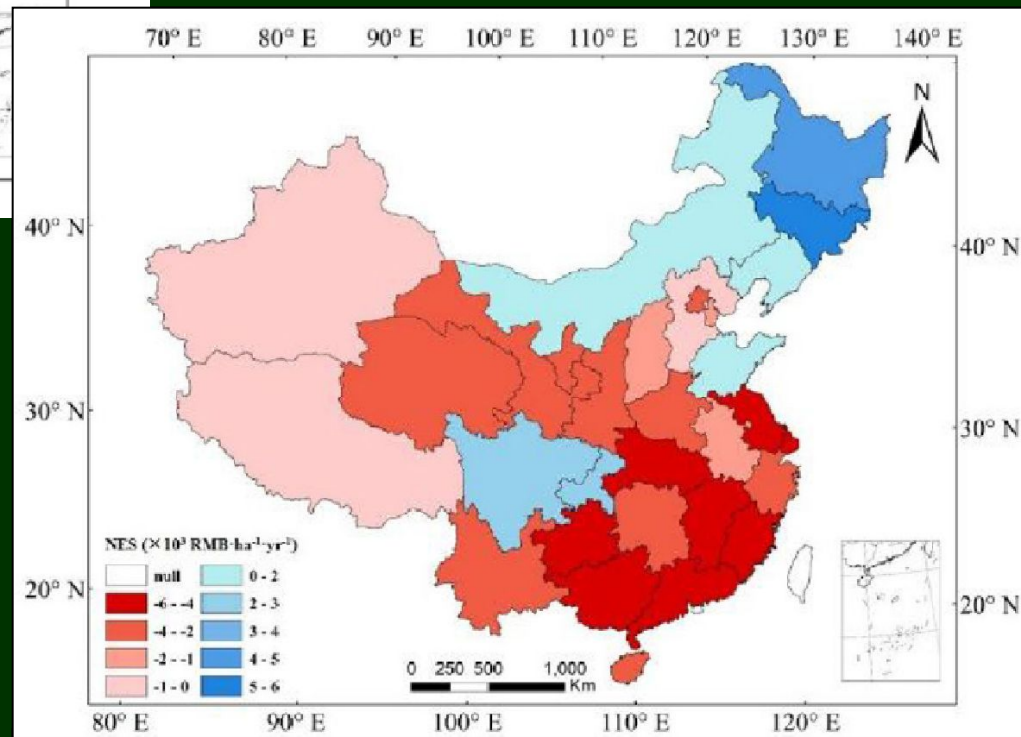 70° E 80° E 90° E 100° E 110° E 120° E 130° E 140° E
N
40° N 40° N
30° N 30° N
NES (×10³ RMB·ha⁻¹·yr⁻¹)
null 0 - 2
-6 - -4 2 - 3
-4 - -2 3 - 4
-2 - -1 4 - 5
-1 - 0 5 - 6
20° N 20° N
0 250 500 1,000
Km
80° E 90° E 100° E 110° E 120° E